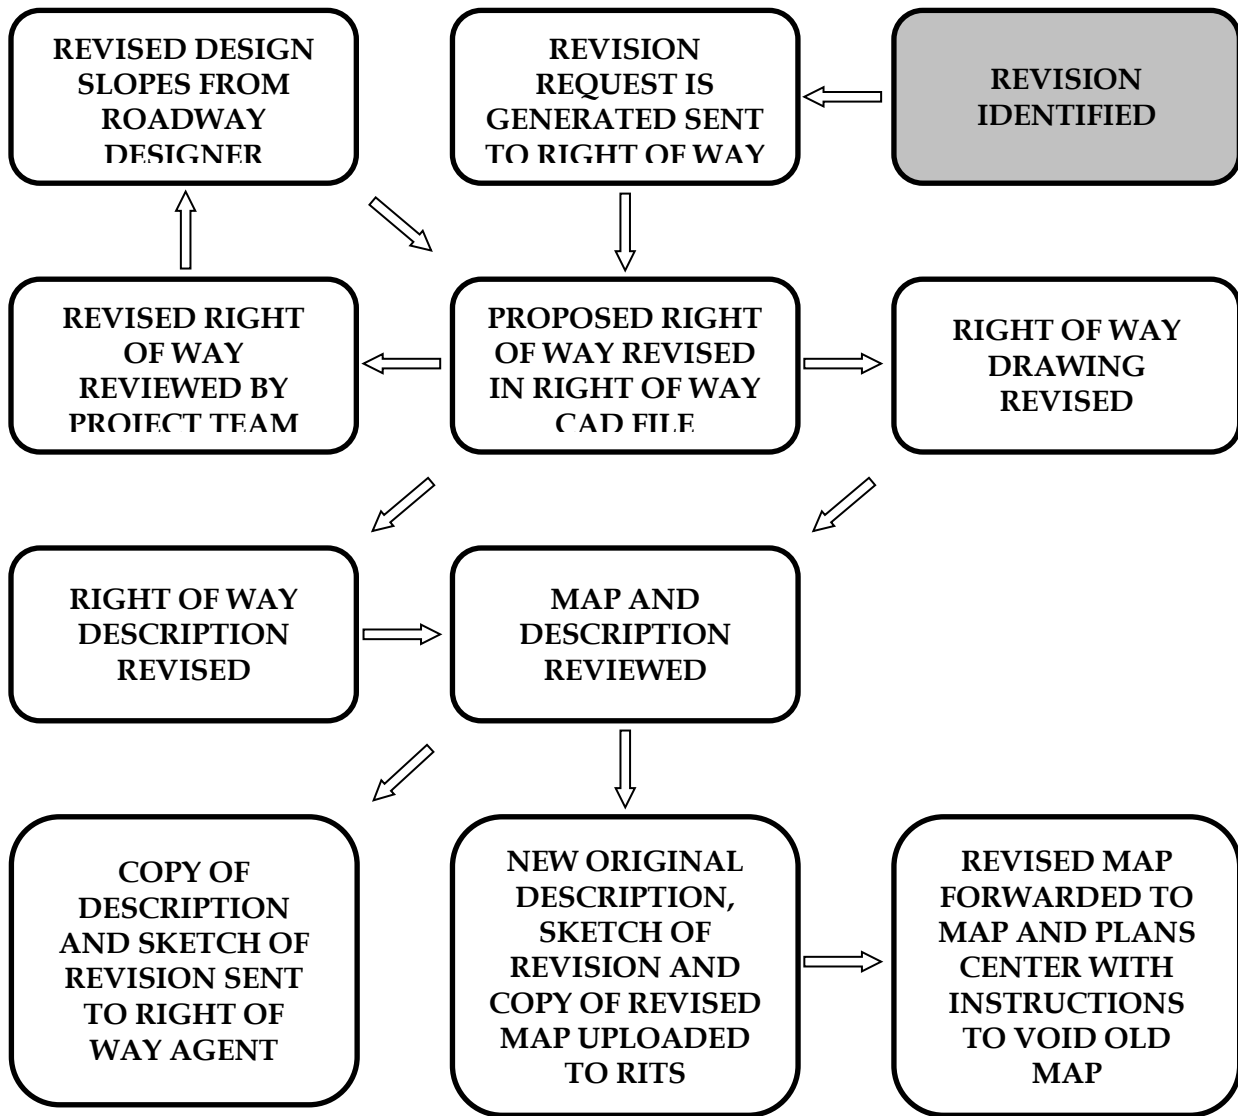 REVISED DESIGN
SLOPES FROM
ROADWAY
DESIGNER
REVISION
REQUEST IS
GENERATED SENT
TO RIGHT OF WAY
REVISION
IDENTIFIED
REVISED RIGHT
OF WAY
REVIEWED BY
PROJECT TEAM
PROPOSED RIGHT
OF WAY REVISED
IN RIGHT OF WAY
CAD FILE
RIGHT OF WAY
DRAWING
REVISED
RIGHT OF WAY
DESCRIPTION
REVISED
MAP AND
DESCRIPTION
REVIEWED
COPY OF
DESCRIPTION
AND SKETCH OF
REVISION SENT
TO RIGHT OF
WAY AGENT
NEW ORIGINAL
DESCRIPTION,
SKETCH OF
REVISION AND
COPY OF REVISED
MAP UPLOADED
TO RITS
REVISED MAP
FORWARDED TO
MAP AND PLANS
CENTER WITH
INSTRUCTIONS
TO VOID OLD
MAP